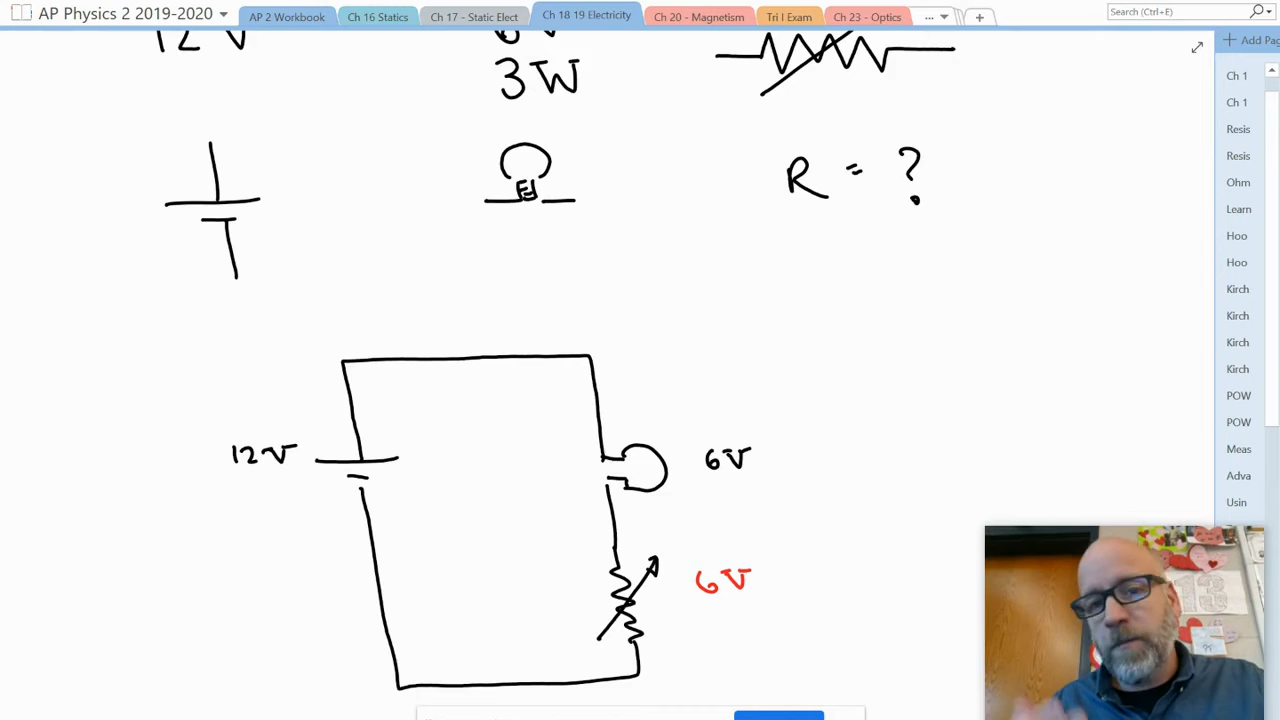 AP Physics 2 2019-2020
AP 2 Workbook
Ch 16 Statics
Ch 17 - Static Elect
Ch 18 19 Electricity
Ch 20 - Magnetism
Tri I Exam
Ch 23 - Optics
...
+
Search (Ctrl+E)
+ Add Pag
12 V
6 V
3 W
R = ?
12 V
6 V
6 V
Ch 1
Ch 1
Resis
Resis
Ohm
Learn
Hoo
Hoo
Kirch
Kirch
Kirch
Kirch
POW
POW
Meas
Adva
Usin